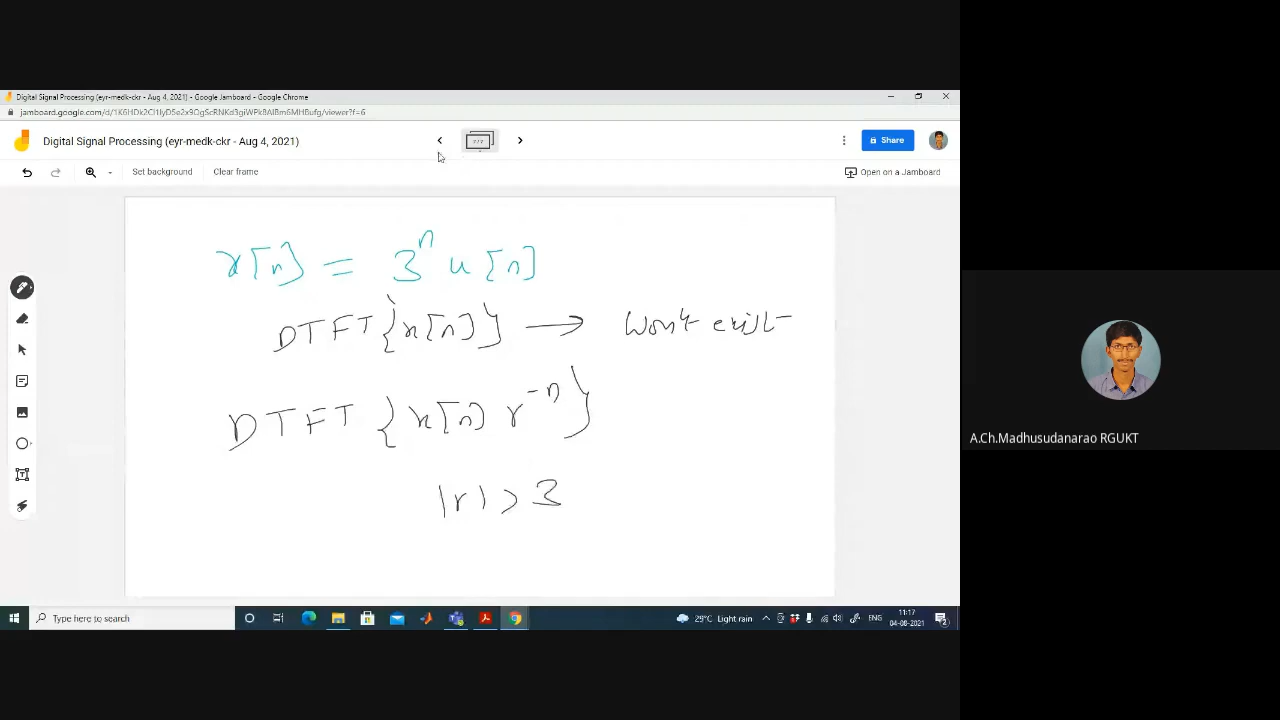 Digital Signal Processing (eyr-medk-ckr - Aug 4, 2021) - Google Jamboard - Google Chrome
Digital Signal Processing (eyr-medk-ckr - Aug 4, 2021)
Share
Set background
Clear frame
Open on a Jamboard
x[n] = 3^n u[n]
DTFT{x[n]} → Won't exist
DTFT {x[n] r^-n}
|r| > 3
A.Ch.Madhusudanarao RGUKT
Type here to search
29°C Light rain
ENG
11:17
04-08-2021